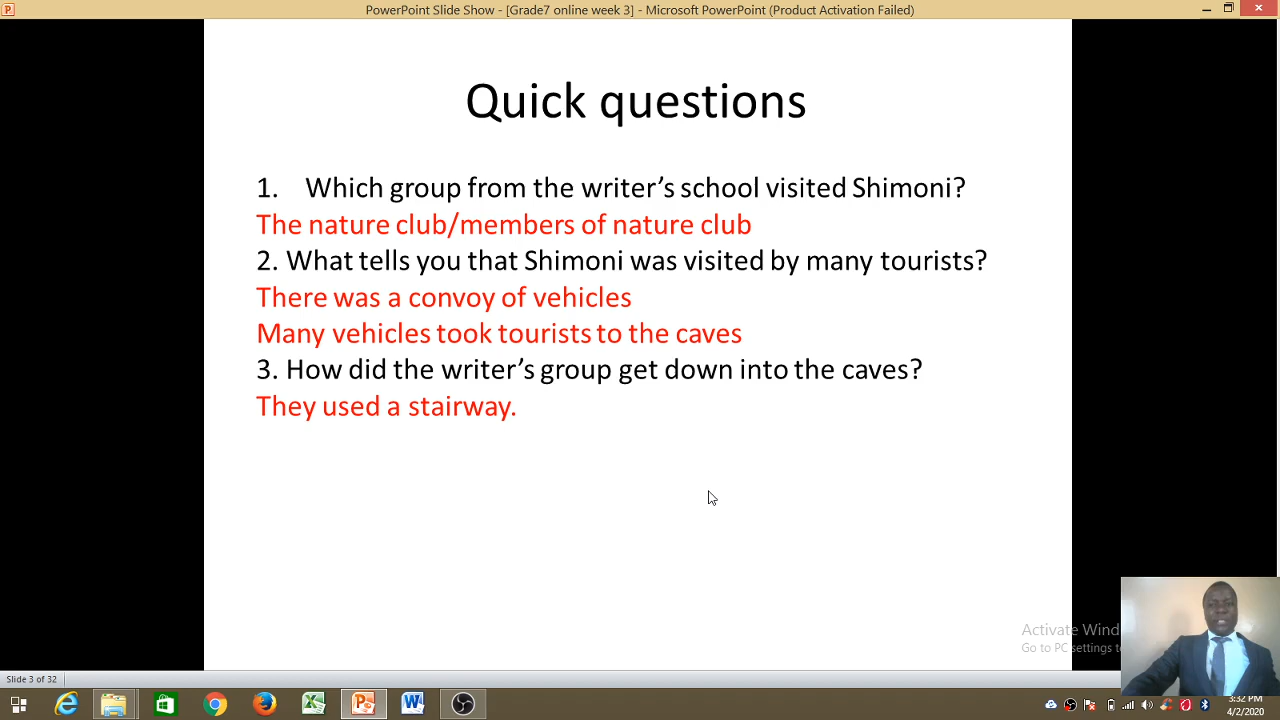 PowerPoint Slide Show - [Grade7 online week 3] - Microsoft PowerPoint (Product Activation Failed)
Quick questions
1. Which group from the writer’s school visited Shimoni?
The nature club/members of nature club
2. What tells you that Shimoni was visited by many tourists?
There was a convoy of vehicles
Many vehicles took tourists to the caves
3. How did the writer’s group get down into the caves?
They used a stairway.
Activate Wind
Go to PC settings t
Slide 3 of 32
3:32 PM
4/2/2020